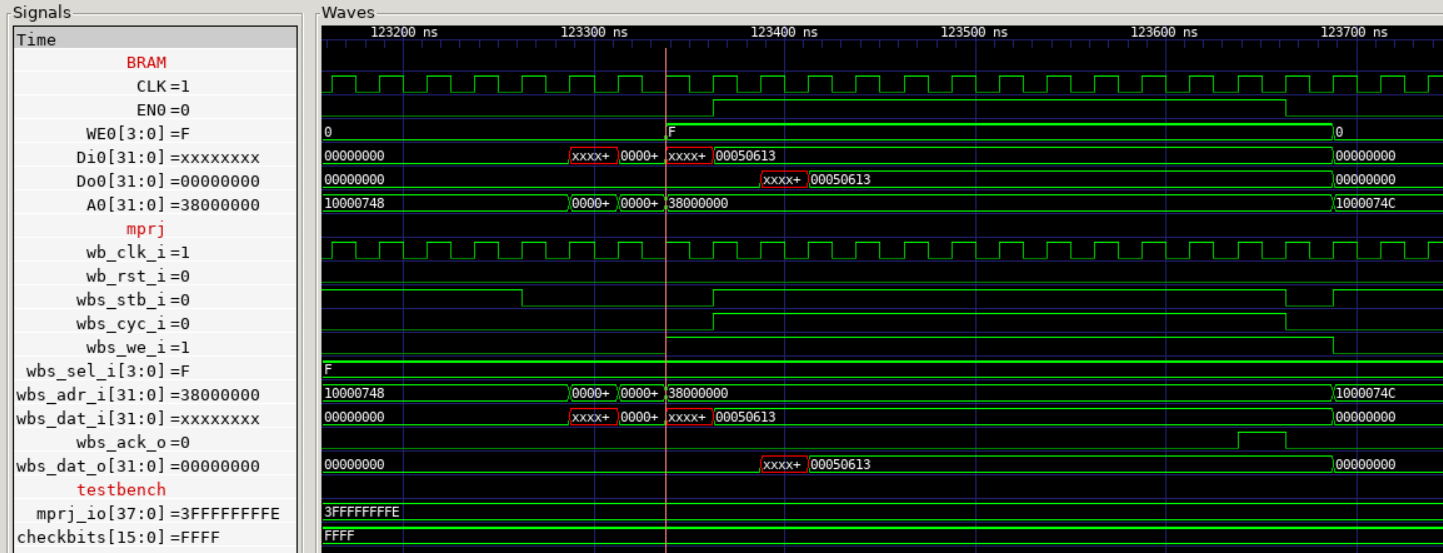 Signals
Waves
Time
123200 ns 123300 ns 123400 ns 123500 ns 123600 ns 123700 ns
BRAM
CLK =1
EN0 =0
WE0[3:0] =F 0 F 0
Di0[31:0] =xxxxxxxx 00000000 xxxx+ 0000+ xxxx+ 00050613 00000000
Do0[31:0] =00000000 00000000 xxxx+ 00050613 00000000
A0[31:0] =38000000 10000748 0000+ 0000+ 38000000 1000074C
mprj
wb_clk_i =1
wb_rst_i =0
wbs_stb_i =0
wbs_cyc_i =0
wbs_we_i =1
wbs_sel_i[3:0] =F F
wbs_adr_i[31:0] =38000000 10000748 0000+ 0000+ 38000000 1000074C
wbs_dat_i[31:0] =xxxxxxxx 00000000 xxxx+ 0000+ xxxx+ 00050613 00000000
wbs_ack_o =0
wbs_dat_o[31:0] =00000000 00000000 xxxx+ 00050613 00000000
testbench
mprj_io[37:0] =3FFFFFFFFE 3FFFFFFFFE
checkbits[15:0] =FFFF FFFF